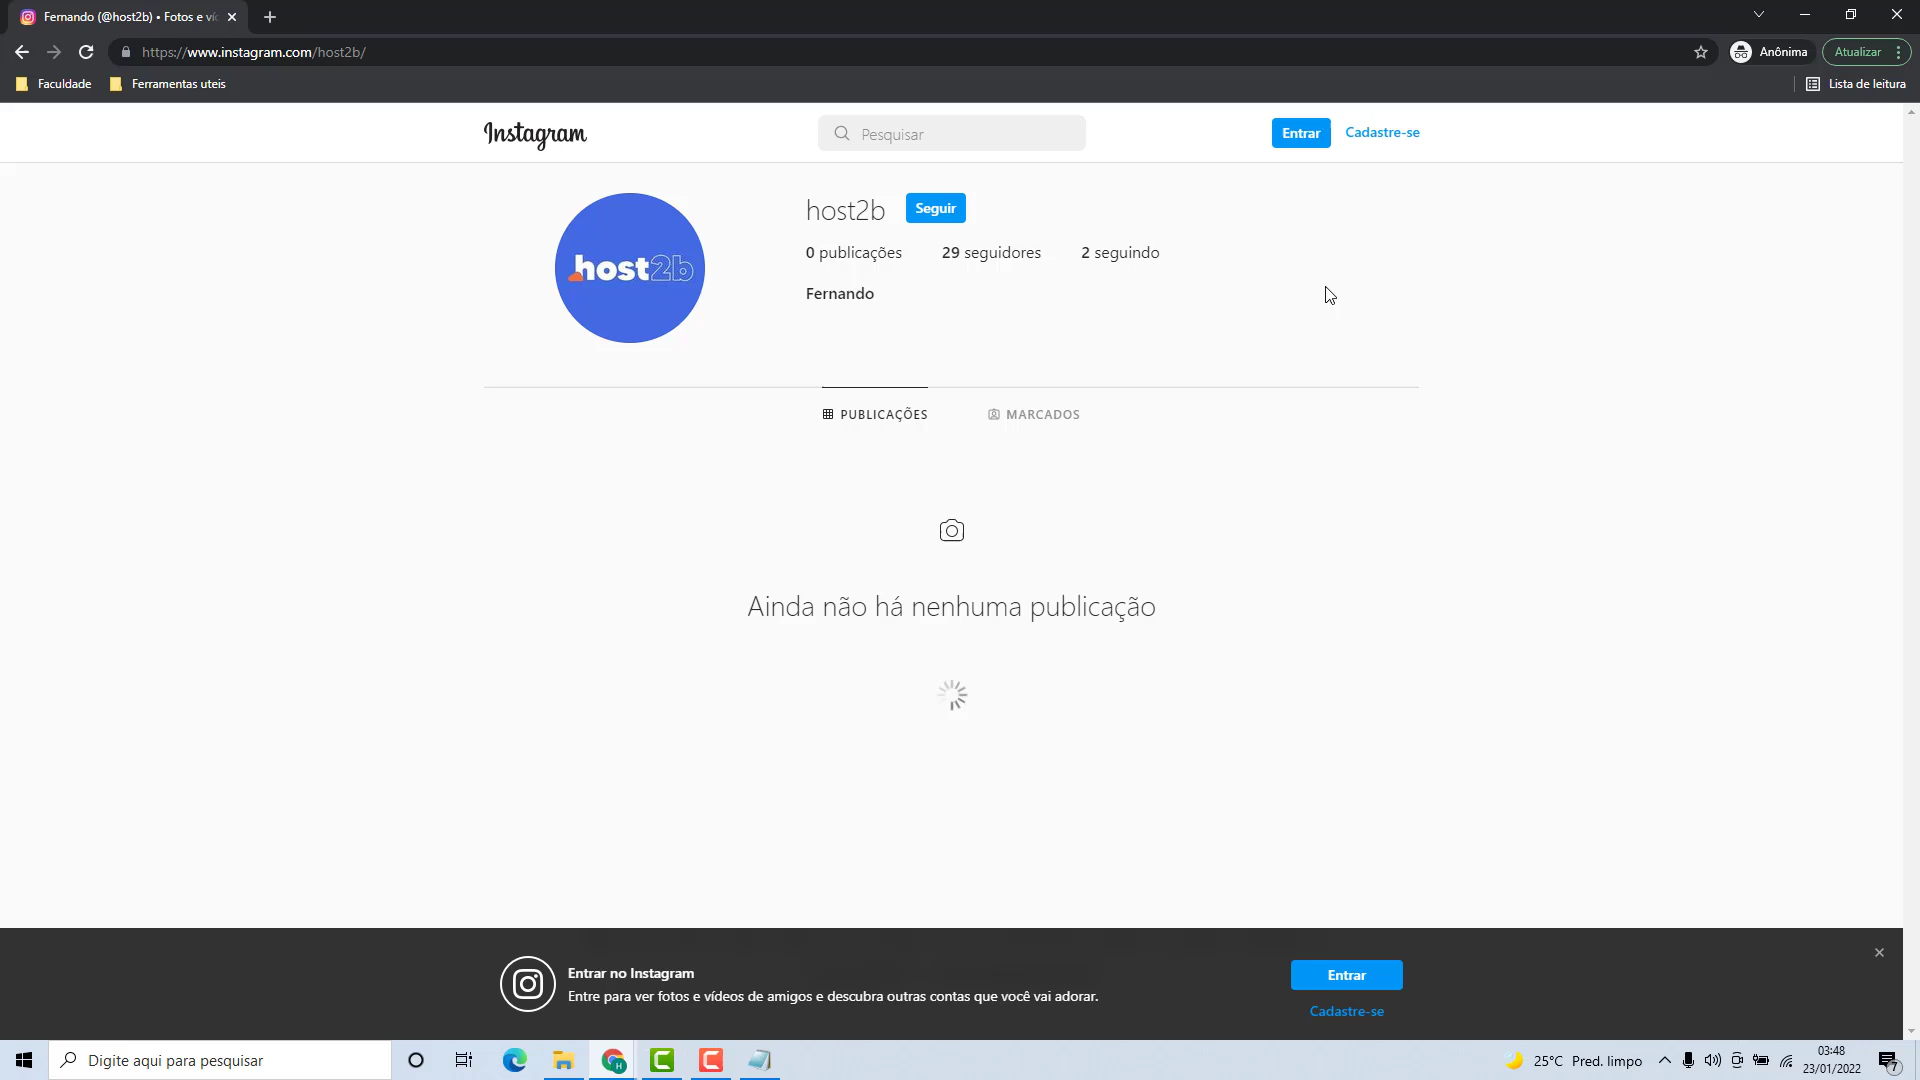 Fernando (@host2b) • Fotos e ví
https://www.instagram.com/host2b/
Anônima
Atualizar
Faculdade
Ferramentas uteis
Lista de leitura
Instagram
Pesquisar
Entrar
Cadastre-se
.host2b
host2b
Seguir
0 publicações
29 seguidores
2 seguindo
Fernando
PUBLICAÇÕES
MARCADOS
Ainda não há nenhuma publicação
Entrar no Instagram
Entre para ver fotos e vídeos de amigos e descubra outras contas que você vai adorar.
Entrar
Cadastre-se
Digite aqui para pesquisar
H
25°C Pred. limpo
03:48
23/01/2022
7